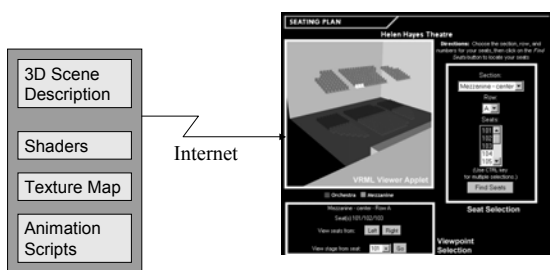 3D Scene
Description
Shaders
Texture Map
Animation
Scripts
Internet
SEATING PLAN
Helen Hayes Theatre
Directions: Choose the section, row, and
numbers for your seats, then click on the Find
Seats button to locate your seats
Section:
Mezzanine - center
Row:
A
Seats:
101
102
103
104
105
(Use CTRL key
for multiple selections.)
Find Seats
Seat Selection
VRML Viewer Applet
Orchestra Mezzanine
Mezzanine - center - Row A
Seat(s) 101/102/103
View seats from: Left Right
View stage from seat: 101 Go
Viewpoint
Selection